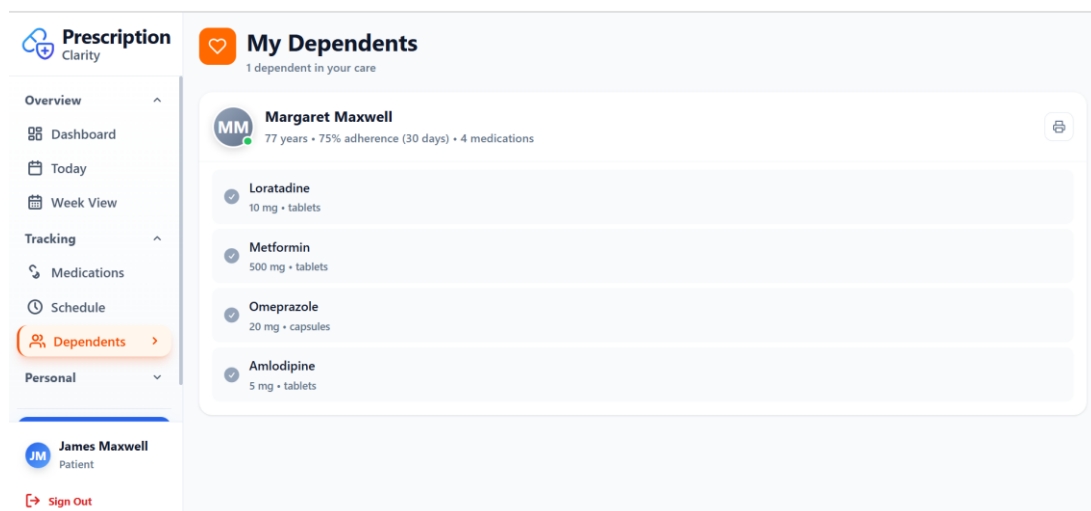 Prescription
Clarity
Overview
Dashboard
Today
Week View
Tracking
Medications
Schedule
Dependents
Personal
JM
James Maxwell
Patient
Sign Out
My Dependents
1 dependent in your care
MM
Margaret Maxwell
77 years • 75% adherence (30 days) • 4 medications
Loratadine
10 mg • tablets
Metformin
500 mg • tablets
Omeprazole
20 mg • capsules
Amlodipine
5 mg • tablets